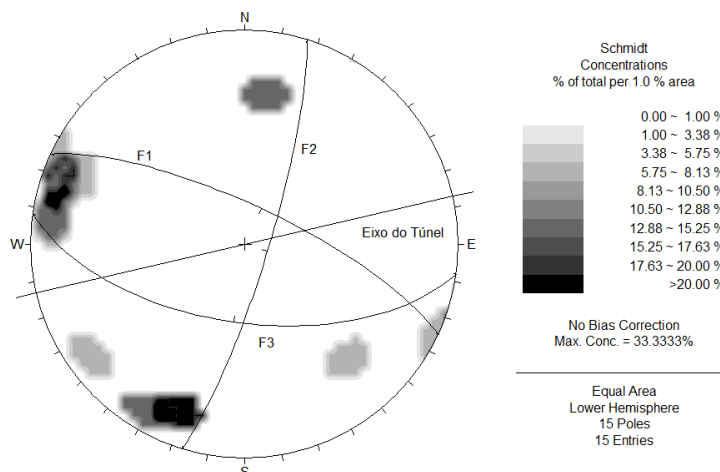 N
F1
F2
Eixo do Túnel
W
E
F3
S
Schmidt
Concentrations
% of total per 1.0 % area
0.00 ~ 1.00 %
1.00 ~ 3.38 %
3.38 ~ 5.75 %
5.75 ~ 8.13 %
8.13 ~ 10.50 %
10.50 ~ 12.88 %
12.88 ~ 15.25 %
15.25 ~ 17.63 %
17.63 ~ 20.00 %
>20.00 %
No Bias Correction
Max. Conc. = 33.3333%
Equal Area
Lower Hemisphere
15 Poles
15 Entries